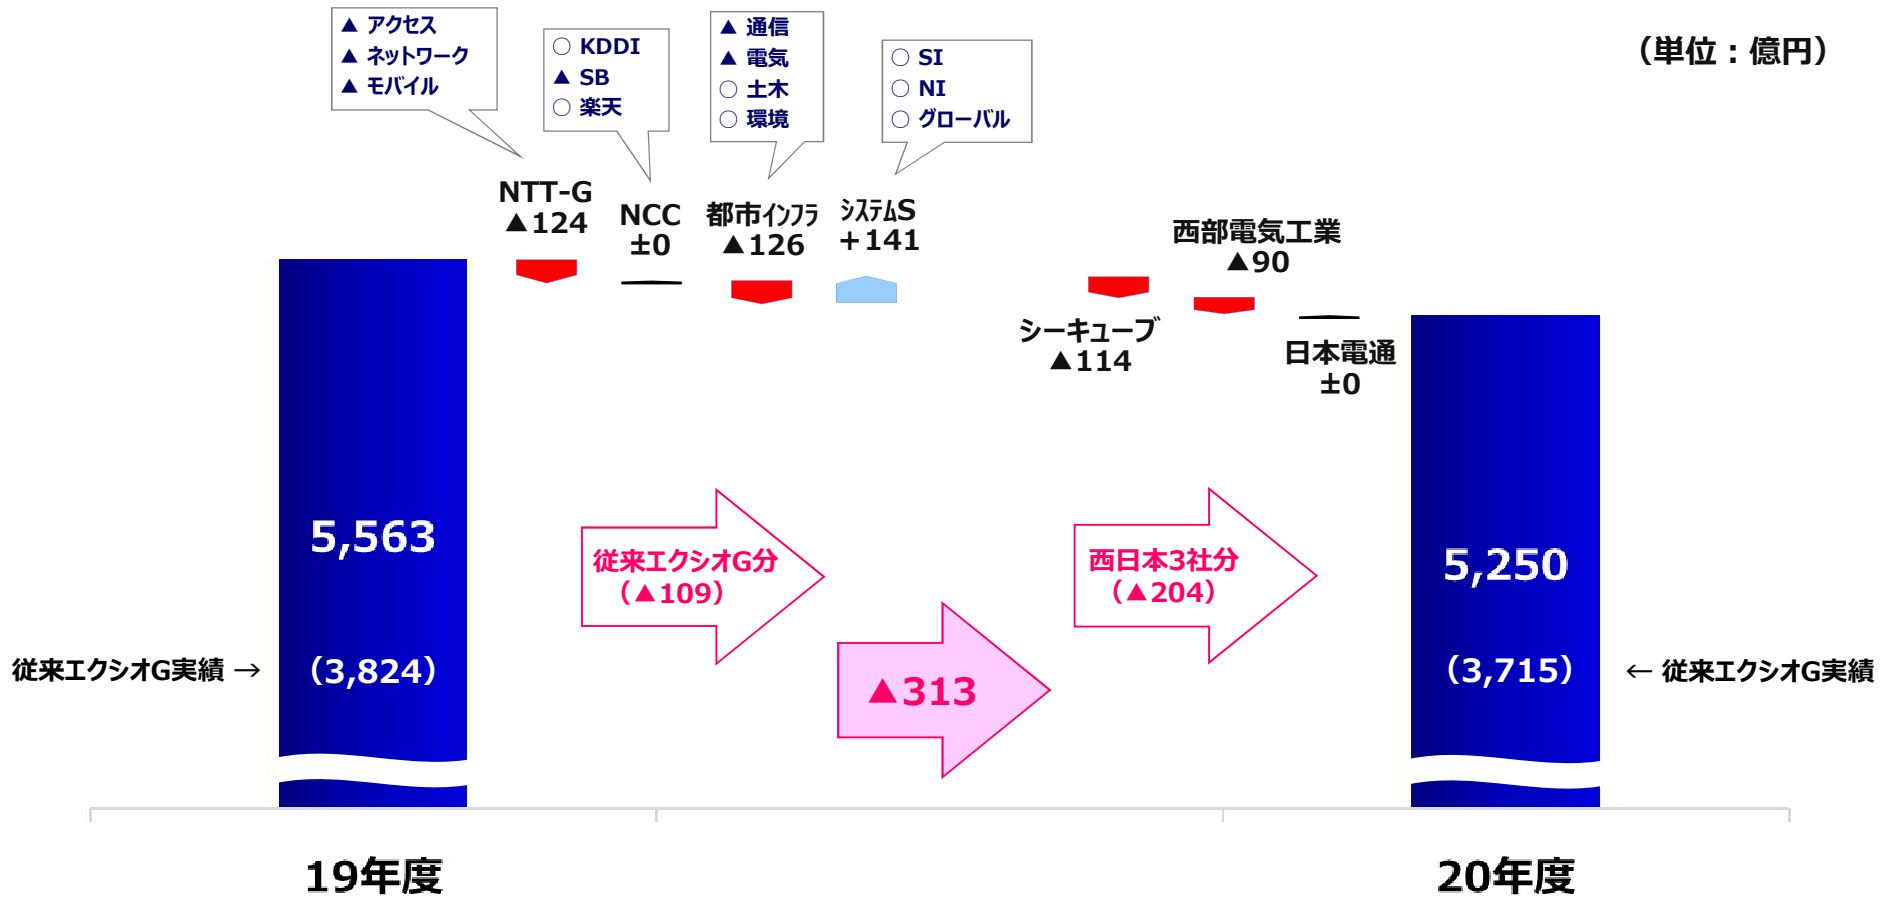 ▲ アクセス
▲ ネットワーク
▲ モバイル
○ KDDI
▲ SB
○ 楽天
▲ 通信
▲ 電気
○ 土木
○ 環境
○ SI
○ NI
○ グローバル
（単位：億円）
NTT-G
▲124
NCC
±0
都市インフラ
▲126
システムS
＋141
西部電気工業
▲90
シーキューブ
▲114
日本電通
±0
5,563
従来エクシオG分
（▲109）
西日本3社分
（▲204）
5,250
従来エクシオG実績 →
（3,824）
▲313
（3,715）
← 従来エクシオG実績
19年度
20年度